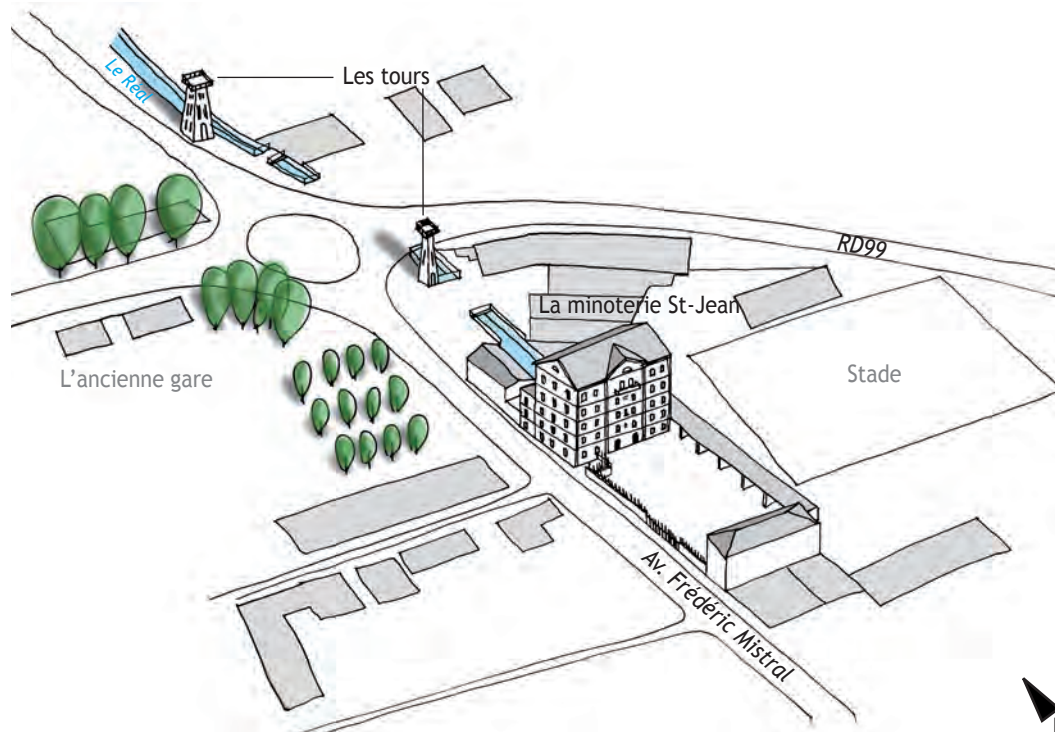 Les tours
Le Réal
RD99
La minoterie St-Jean
L'ancienne gare
Stade
Av. Frédéric Mistral